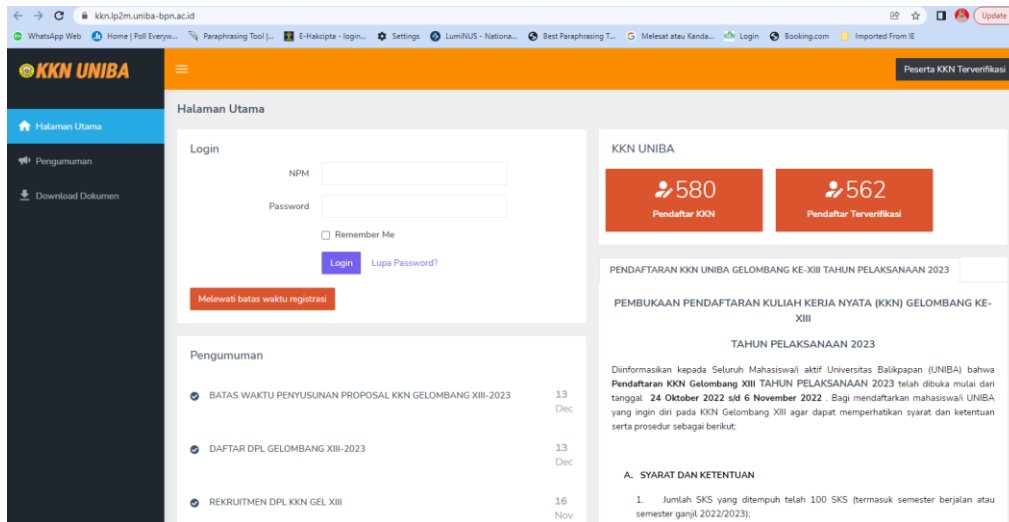 kkn.lp2m.uniba-bpn.ac.id
Update
WhatsApp Web
Home | Poll Everyw...
Paraphrasing Tool |...
E-Hakcipta - login...
Settings
LumiNUS - Nationa...
Best Paraphrasing T...
Melesat atau Kanda...
Login
Booking.com
Imported From IE
KKN UNIBA
Peserta KKN Terverifikasi
Halaman Utama
Pengumuman
Download Dokumen
Halaman Utama
Login
NPM
Password
Remember Me
Login
Lupa Password?
Melewati batas waktu registrasi
Pengumuman
BATAS WAKTU PENYUSUNAN PROPOSAL KKN GELOMBANG XIII-2023
13
Dec
DAFTAR DPL GELOMBANG XIII-2023
13
Dec
REKRUITMEN DPL KKN GEL XIII
16
Nov
KKN UNIBA
580
Pendaftar KKN
562
Pendaftar Terverifikasi
PENDAFTARAN KKN UNIBA GELOMBANG KE-XIII TAHUN PELAKSANAAN 2023
PEMBUKAAN PENDAFTARAN KULIAH KERJA NYATA (KKN) GELOMBANG KE-
XIII
TAHUN PELAKSANAAN 2023
Diinformasikan kepada Seluruh Mahasiswa/i aktif Universitas Balikpapan (UNIBA) bahwa
Pendaftaran KKN Gelombang XIII TAHUN PELAKSANAAN 2023 telah dibuka mulai dari
tanggal 24 Oktober 2022 s/d 6 November 2022 . Bagi mendaftarkan mahasiswa/i UNIBA
yang ingin diri pada KKN Gelombang XIII agar dapat memperhatikan syarat dan ketentuan
serta prosedur sebagai berikut:
A. SYARAT DAN KETENTUAN
1. Jumlah SKS yang ditempuh telah 100 SKS (termasuk semester berjalan atau
semester ganjil 2022/2023);